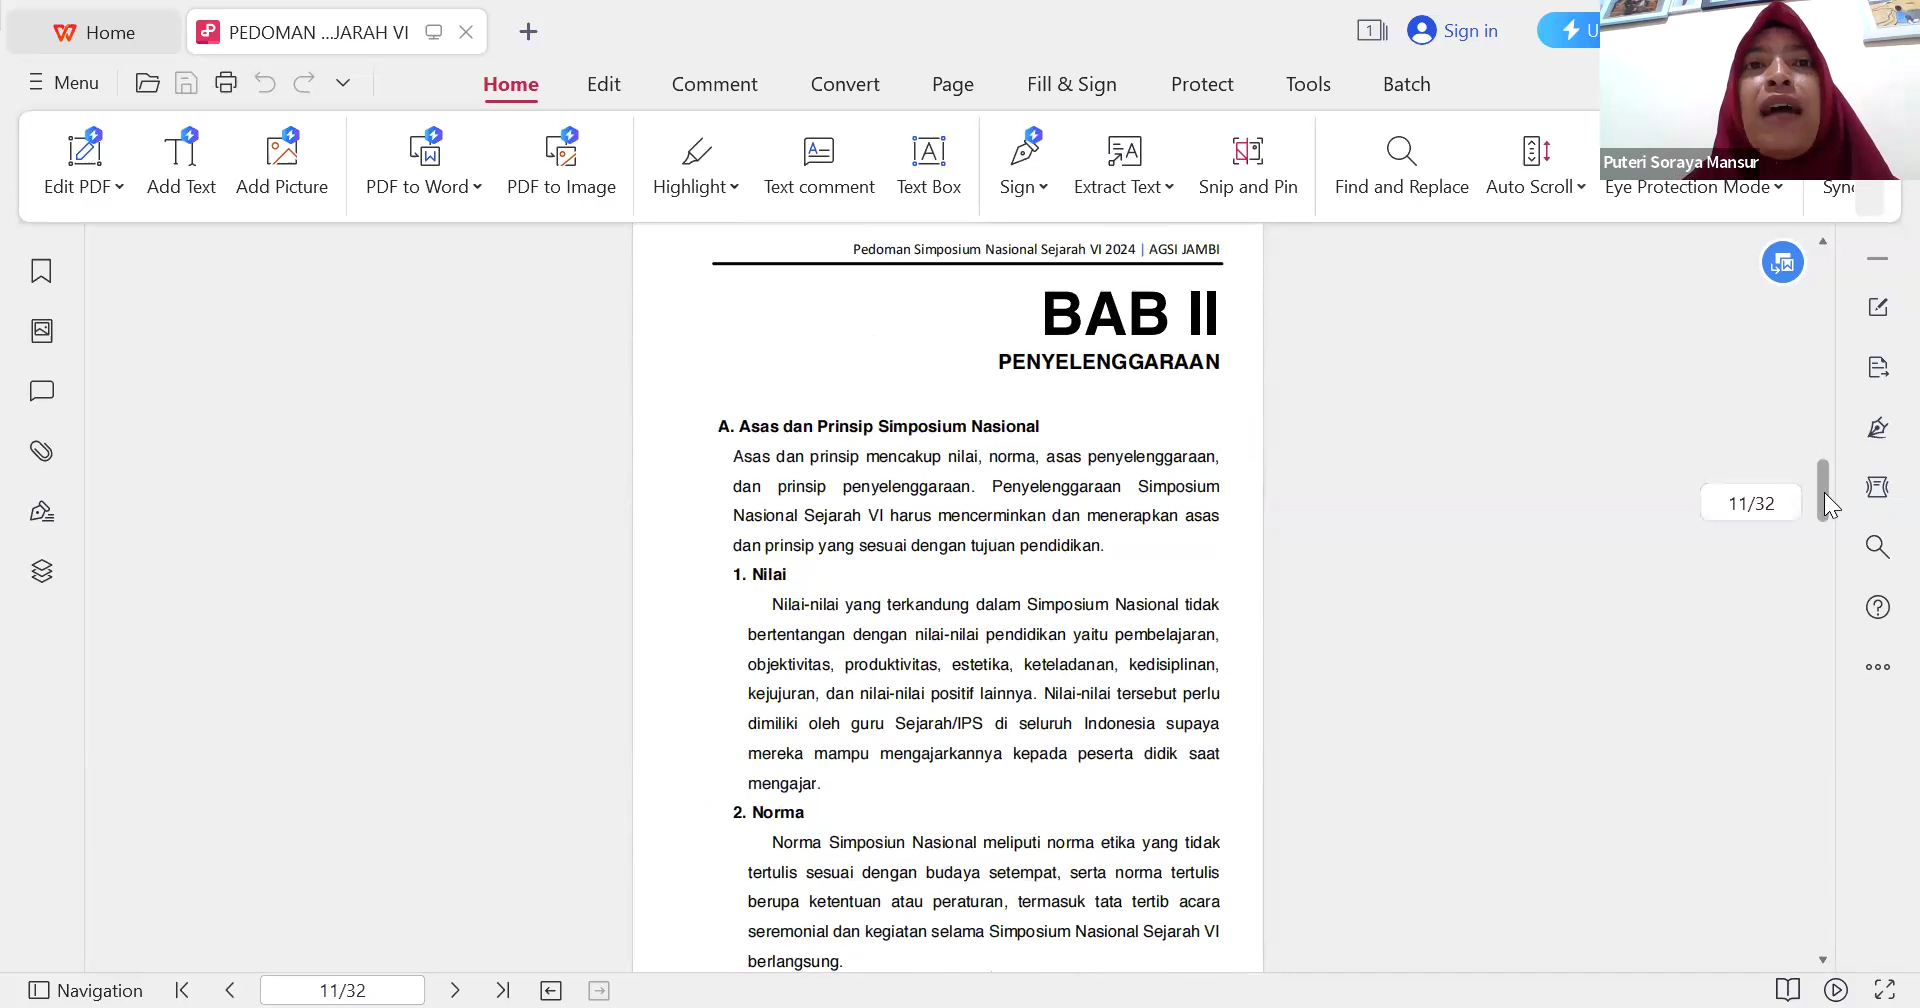 Home
PEDOMAN ...JARAH VI
1
Sign in
U
Menu
Home Edit Comment Convert Page Fill & Sign Protect Tools Batch
Edit PDF Add Text Add Picture PDF to Word PDF to Image Highlight Text comment Text Box Sign Extract Text Snip and Pin Find and Replace Auto Scroll Eye Protection Mode Sync
Puteri Soraya Mansur
Pedoman Simposium Nasional Sejarah VI 2024 | AGSI JAMBI
BAB II
PENYELENGGARAAN
A. Asas dan Prinsip Simposium Nasional
Asas dan prinsip mencakup nilai, norma, asas penyelenggaraan,
dan prinsip penyelenggaraan. Penyelenggaraan Simposium
Nasional Sejarah VI harus mencerminkan dan menerapkan asas
dan prinsip yang sesuai dengan tujuan pendidikan.
1. Nilai
Nilai-nilai yang terkandung dalam Simposium Nasional tidak
bertentangan dengan nilai-nilai pendidikan yaitu pembelajaran,
objektivitas, produktivitas, estetika, keteladanan, kedisiplinan,
kejujuran, dan nilai-nilai positif lainnya. Nilai-nilai tersebut perlu
dimiliki oleh guru Sejarah/IPS di seluruh Indonesia supaya
mereka mampu mengajarkannya kepada peserta didik saat
mengajar.
2. Norma
Norma Simposiun Nasional meliputi norma etika yang tidak
tertulis sesuai dengan budaya setempat, serta norma tertulis
berupa ketentuan atau peraturan, termasuk tata tertib acara
seremonial dan kegiatan selama Simposium Nasional Sejarah VI
berlangsung.
11/32
Navigation
11/32